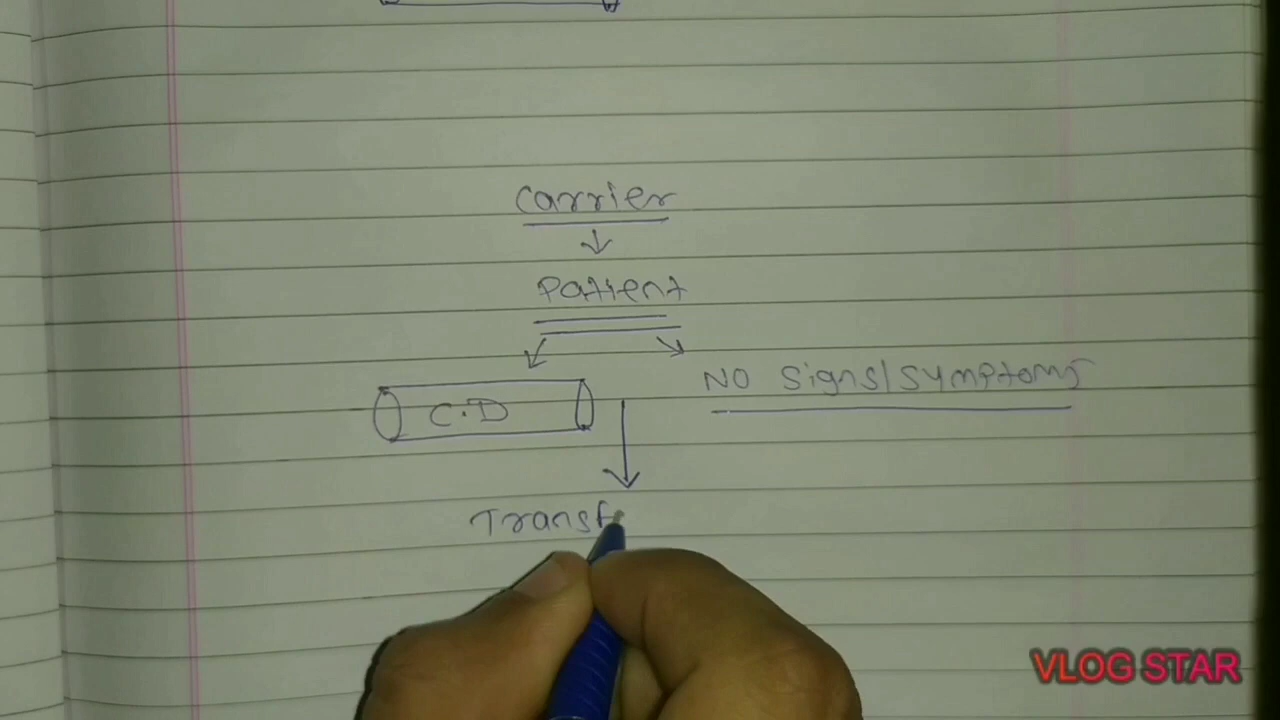 Carrier
Patient
NO Signs/Symptoms
C.D
Transf
VLOG STAR